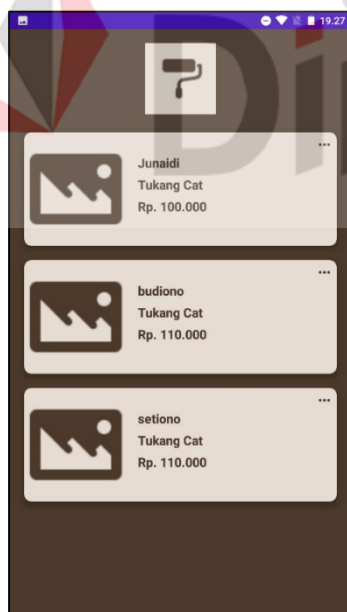 19.27
Junaidi
Tukang Cat
Rp. 100.000
budiono
Tukang Cat
Rp. 110.000
setiono
Tukang Cat
Rp. 110.000